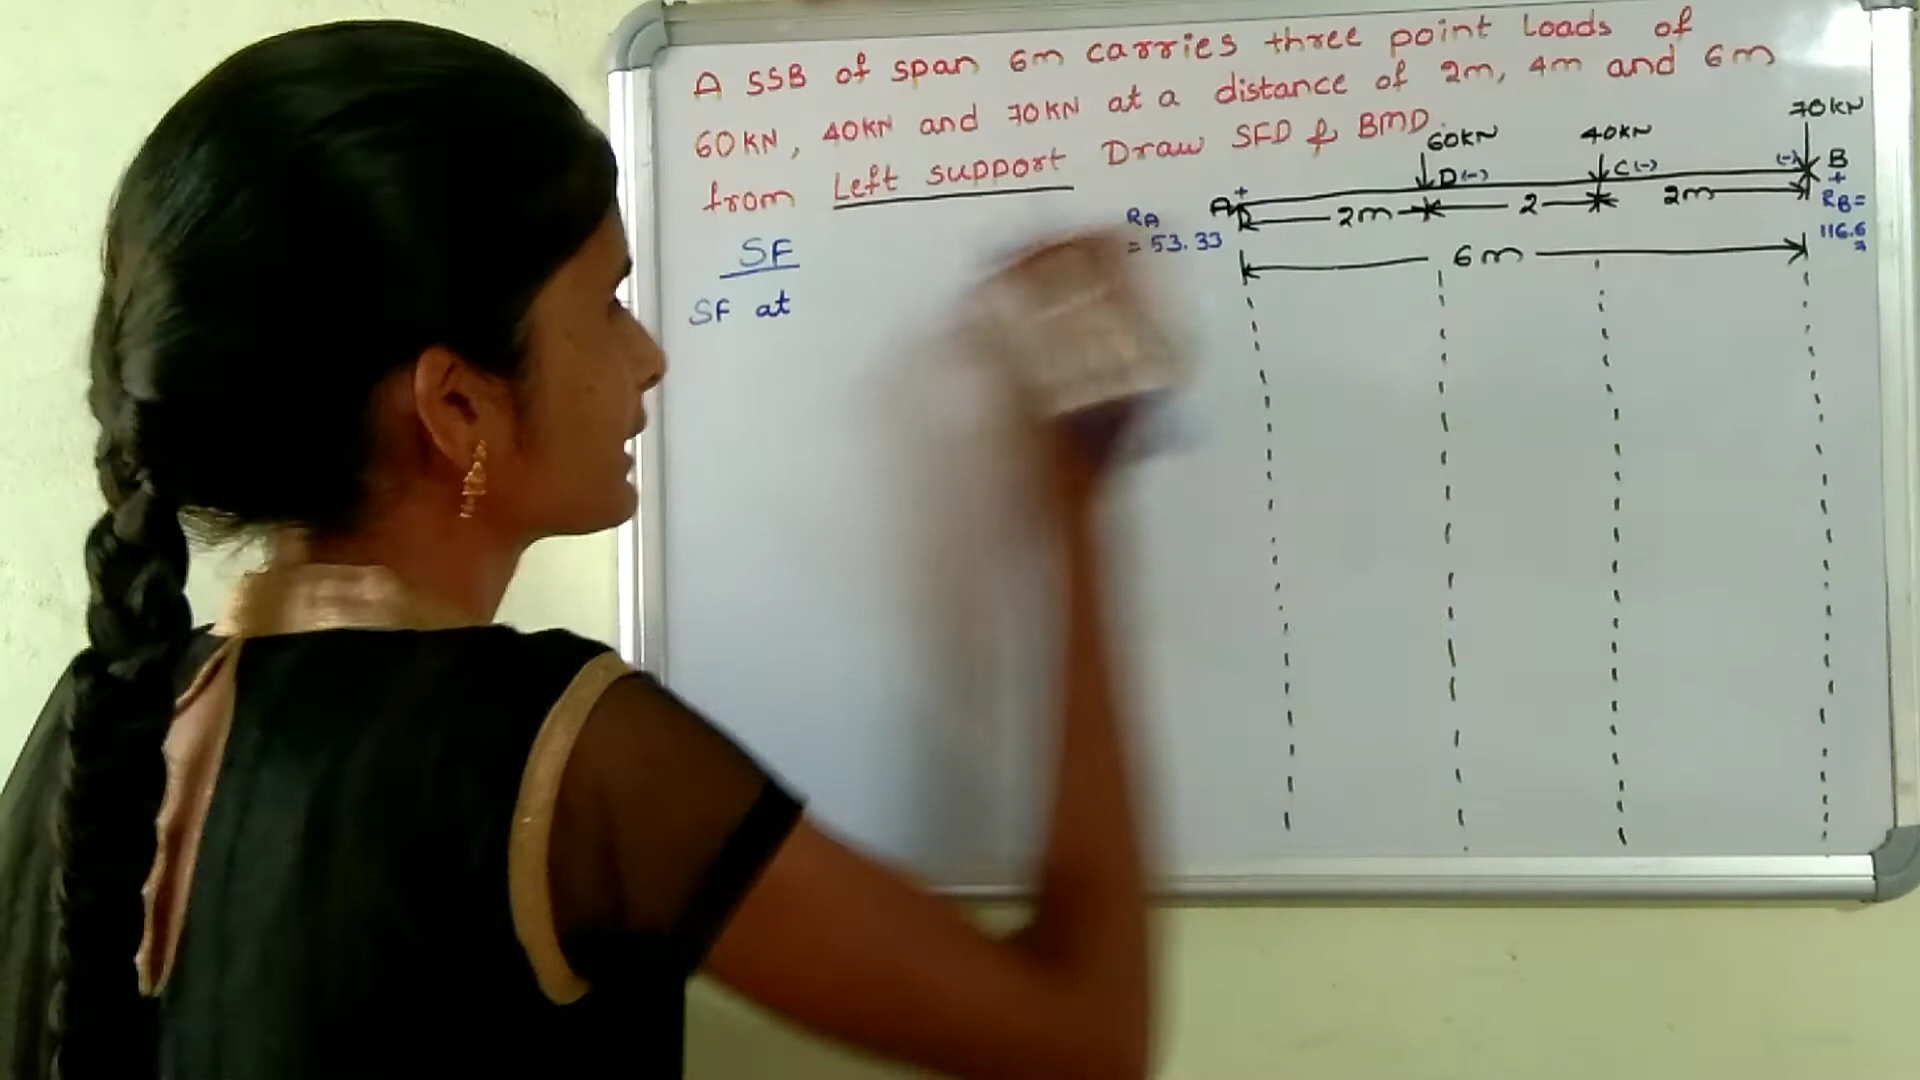 A SSB of span 6m carries three point loads of
60KN, 40KN and 70KN at a distance of 2m, 4m and 6m
from Left support Draw SFD & BMD.
70KN
60KN
40KN
D(-)
C(-)
(-)
B
+
+
A
2m
2
2m
RA
= 53.33
RB=
116.6
7
6m
SF
SF at